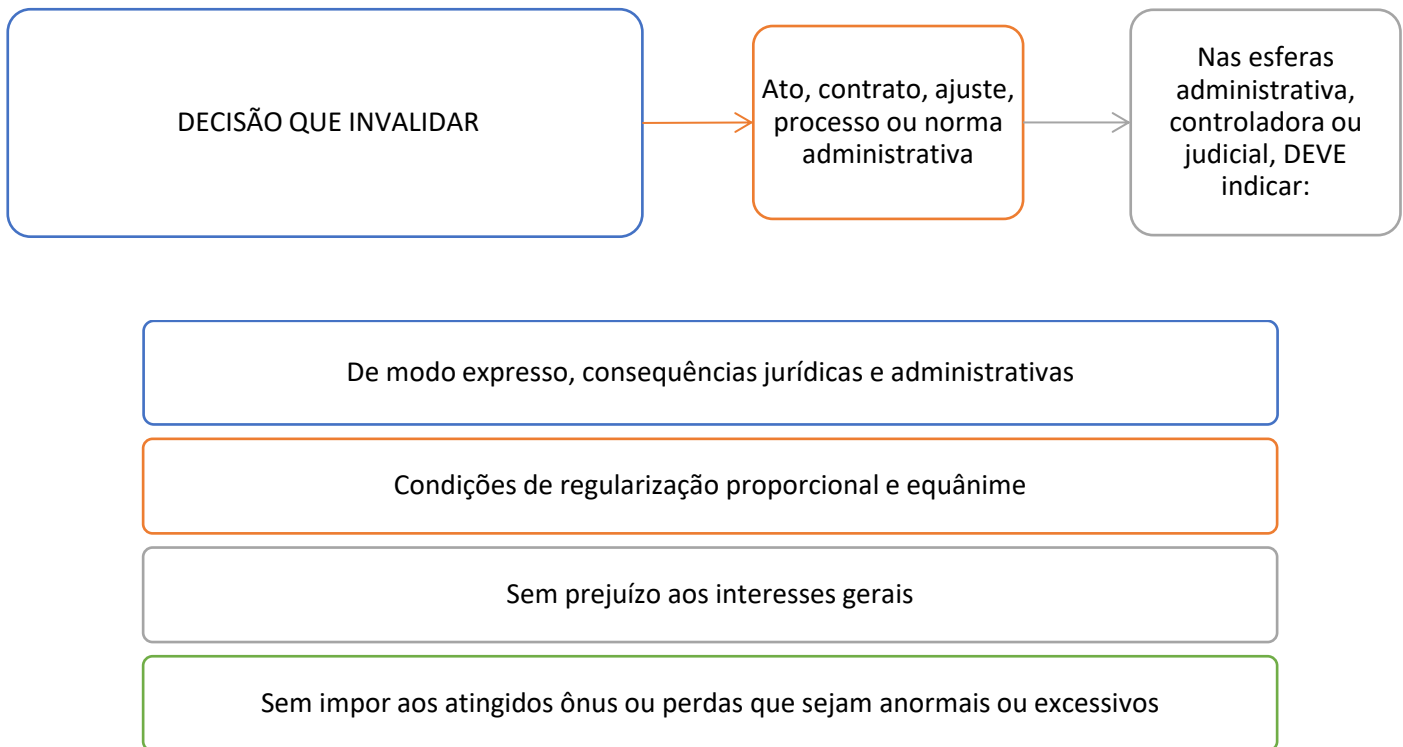 DECISÃO QUE INVALIDAR
Ato, contrato, ajuste,
processo ou norma
administrativa
Nas esferas
administrativa,
controladora ou
judicial, DEVE
indicar:
De modo expresso, consequências jurídicas e administrativas
Condições de regularização proporcional e equânime
Sem prejuízo aos interesses gerais
Sem impor aos atingidos ônus ou perdas que sejam anormais ou excessivos